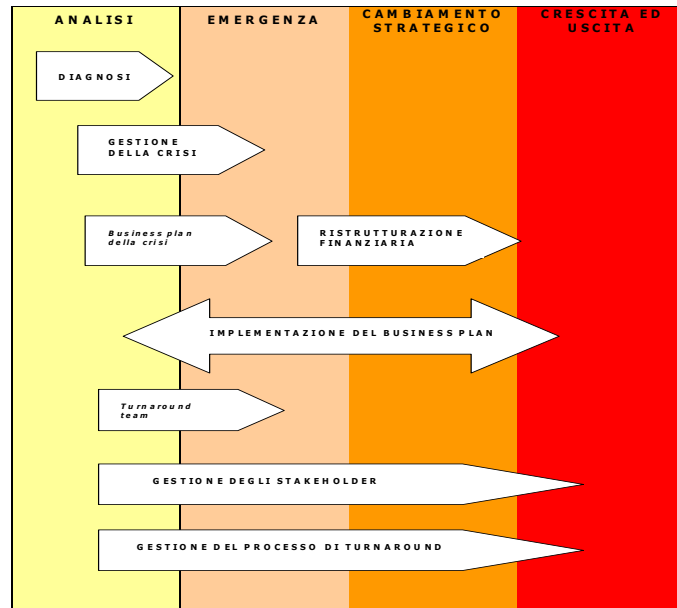 ANALISI
EMERGENZA
CAMBIAMENTO
STRATEGICO
CRESCITA ED
USCITA
DIAGNOSI
GESTIONE
DELLA CRISI
Business plan
della crisi
RISTRUTTURAZIONE
FINANZIARIA
IMPLEMENTAZIONE DEL BUSINESS PLAN
Turnaround
team
GESTIONE DEGLI STAKEHOLDER
GESTIONE DEL PROCESSO DI TURNAROUND